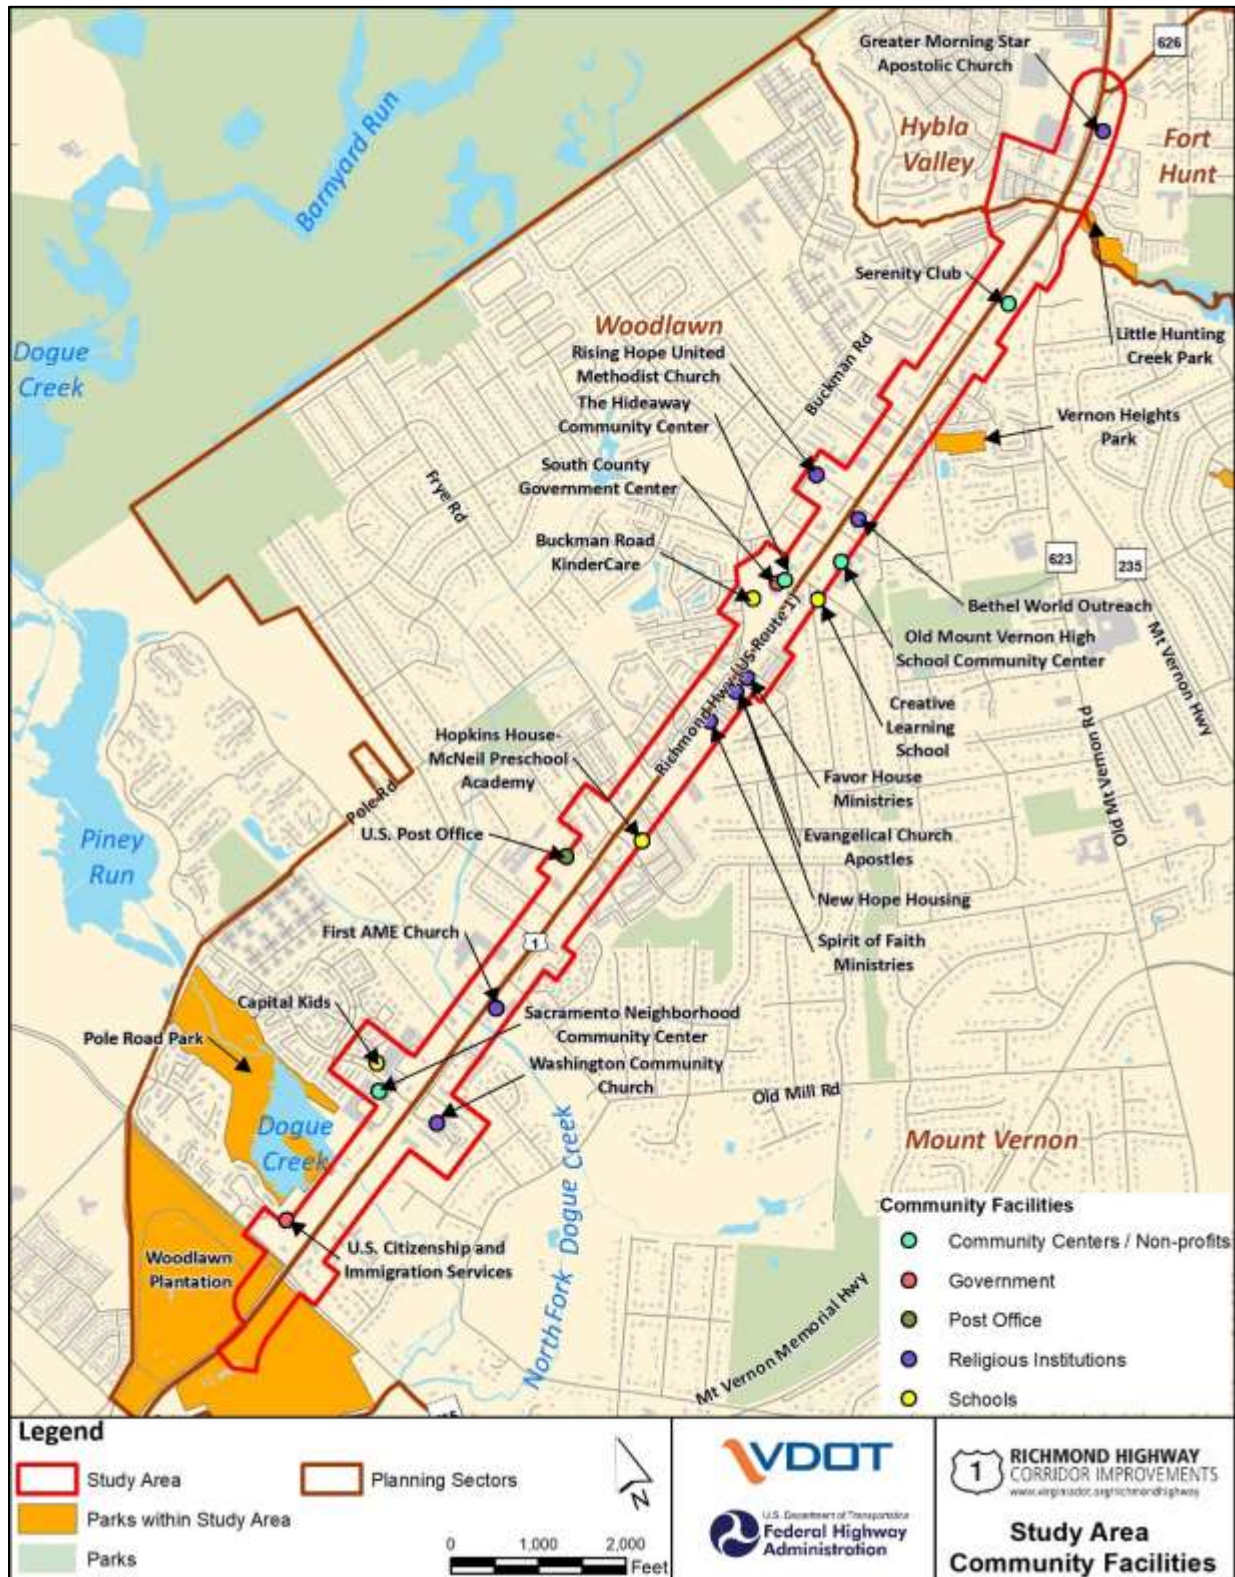 Greater Morning Star
Apostolic Church
626
Hybla
Valley
Fort
Hunt
Barnyard Run
Serenity Club
Woodlawn
Little Hunting
Creek Park
Dogue
Creek
Rising Hope United
Methodist Church
Buckman Rd
The Hideaway
Community Center
Vernon Heights
Park
South County
Government Center
Frye Rd
Buckman Road
KinderCare
623
235
Bethel World Outreach
Old Mount Vernon High
School Community Center
Mt Vernon Hwy
Richmond Hwy (US Route 1)
Creative
Learning
School
Old Mt Vernon Rd
Hopkins House-
McNeil Preschool
Academy
Favor House
Ministries
Pole Rd
U.S. Post Office
Evangelical Church
Apostles
Piney
Run
New Hope Housing
First AME Church
1
Spirit of Faith
Ministries
Capital Kids
Sacramento Neighborhood
Community Center
Pole Road Park
Washington Community
Church
Old Mill Rd
Dogue
Creek
Mount Vernon
North Fork Dogue Creek
U.S. Citizenship and
Immigration Services
Woodlawn
Plantation
Mt Vernon Memorial Hwy
Community Facilities
Community Centers / Non-profits
Government
Post Office
Religious Institutions
Schools
Legend
Study Area
Planning Sectors
Parks within Study Area
Parks
N
0 1,000 2,000
Feet
VDOT
U.S. Department of Transportation
Federal Highway
Administration
1
RICHMOND HIGHWAY
CORRIDOR IMPROVEMENTS
www.virginiadot.org/richmondhighway
Study Area
Community Facilities